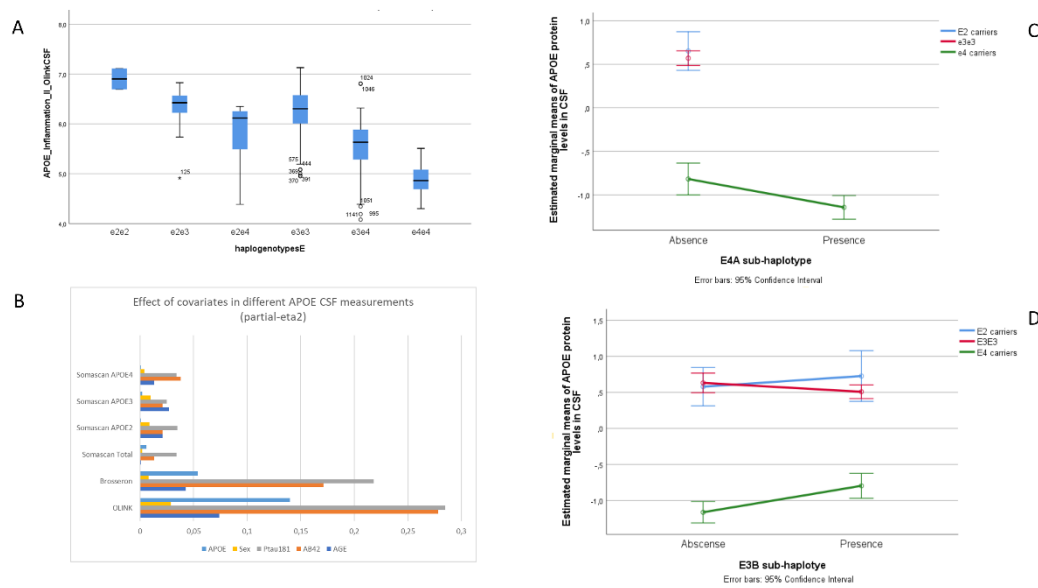 A
8,0
7,0
6,0
5,0
4,0
APOE_Inflammation_II_OlinkCSF
125
575
444
369
370
391
1024
1046
1051
1141
995
e2e2
e2e3
e2e4
e3e3
e3e4
e4e4
haplogenotypesE
B
Effect of covariates in different APOE CSF measurements
(partial-eta2)
Somascan APOE4
Somascan APOE3
Somascan APOE2
Somascan Total
Brosseron
OLINK
0
0,05
0,1
0,15
0,2
0,25
0,3
APOE
Sex
Ptau181
AB42
AGE
C
Estimated marginal means of APOE protein
levels in CSF
1,0
,5
,0
-,5
-1,0
E2 carriers
e3e3
e4 carriers
Absence
Presence
E4A sub-haplotype
Error bars: 95% Confidence Interval
D
Estimated marginal means of APOE protein
levels in CSF
1,5
1,0
,5
,0
-,5
-1,0
E2 carriers
E3E3
E4 carriers
Abscense
Presence
E3B sub-haplotye
Error bars: 95% Confidence Interval